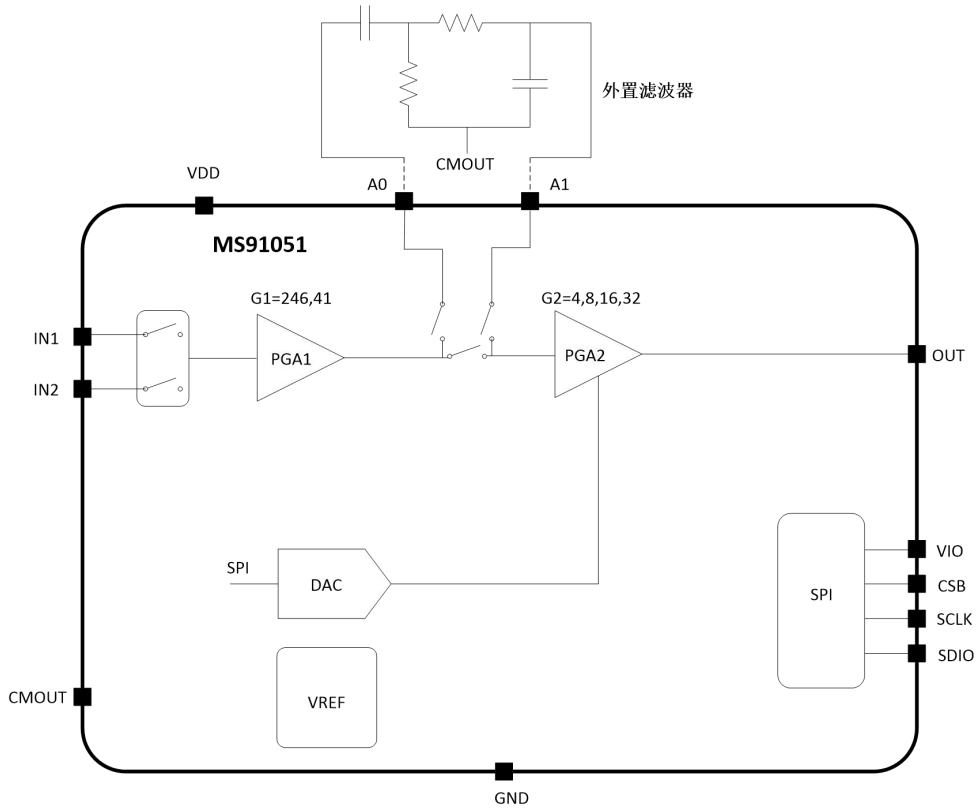 外置滤波器
CMOUT
VDD
A0
A1
MS91051
G1=246,41
G2=4,8,16,32
IN1
PGA1
PGA2
OUT
IN2
VIO
SPI
DAC
SPI
CSB
SCLK
SDIO
CMOUT
VREF
GND